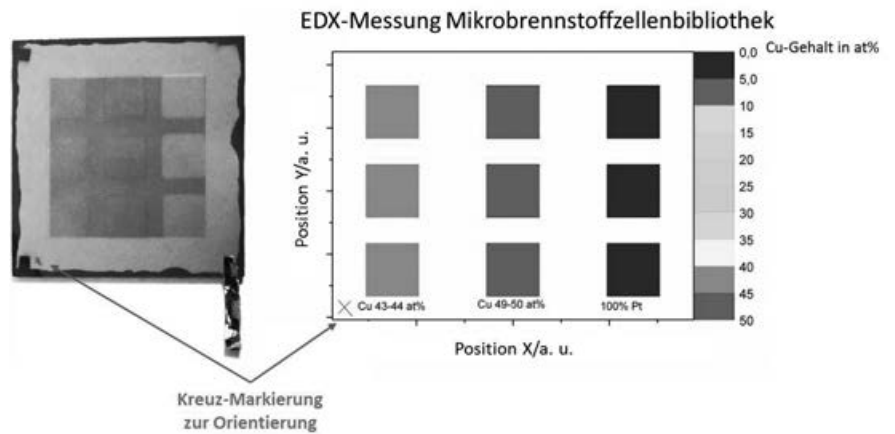 EDX-Messung Mikrobrennstoffzellenbibliothek
Cu-Gehalt in at%
0,0
5,0
10
15
20
25
30
35
40
45
50
Position Y/a. u.
Cu 43-44 at%
Cu 49-50 at%
100% Pt
Position X/a. u.
Kreuz-Markierung
zur Orientierung